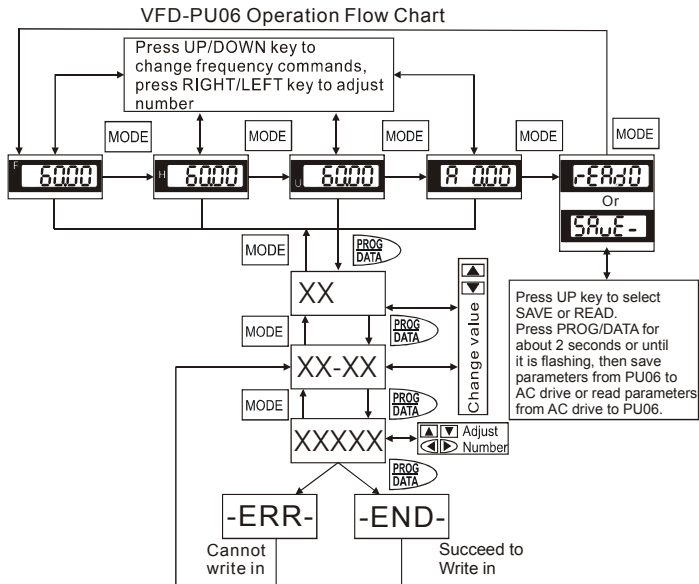 VFD-PU06 Operation Flow Chart
Press UP/DOWN key to
change frequency commands,
press RIGHT/LEFT key to adjust
number
MODE
MODE
MODE
MODE
MODE
F 60.00
H 60.00
U 60.00
A 0.00
rEAd0
Or
SAvE-
MODE
PROG
DATA
XX
MODE
PROG
DATA
XX-XX
Change value
MODE
PROG
DATA
XXXXX
Adjust
Number
PROG
DATA
Press UP key to select
SAVE or READ.
Press PROG/DATA for
about 2 seconds or until
it is flashing, then save
parameters from PU06 to
AC drive or read parameters
from AC drive to PU06.
-ERR-
-END-
Cannot
write in
Succeed to
Write in